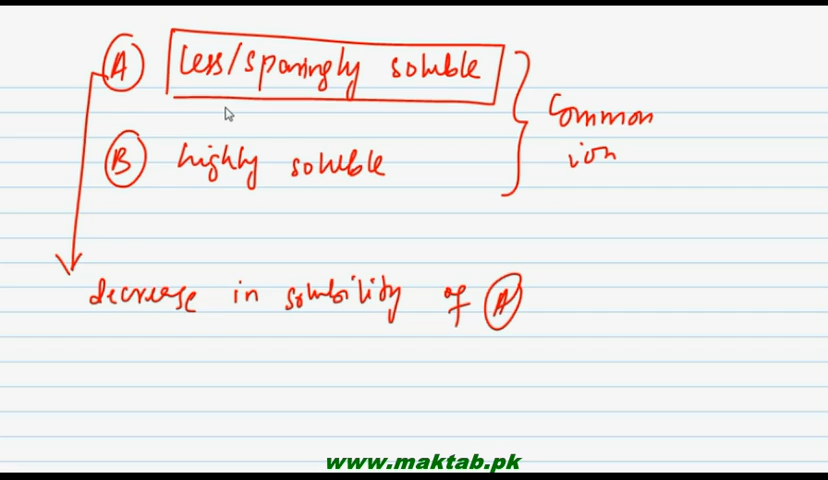 A less/sparingly soluble
B highly soluble
Common
ion
decrease in solubility of A
www.maktab.pk